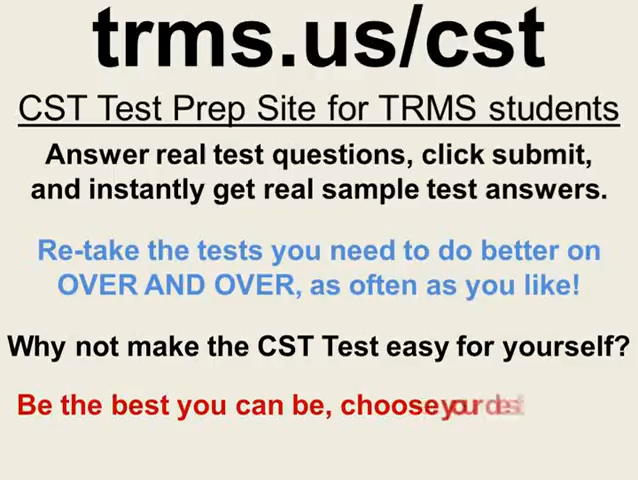 trms.us/cst
CST Test Prep Site for TRMS students
Answer real test questions, click submit,
and instantly get real sample test answers.
Re-take the tests you need to do better on
OVER AND OVER, as often as you like!
Why not make the CST Test easy for yourself?
Be the best you can be, choose your